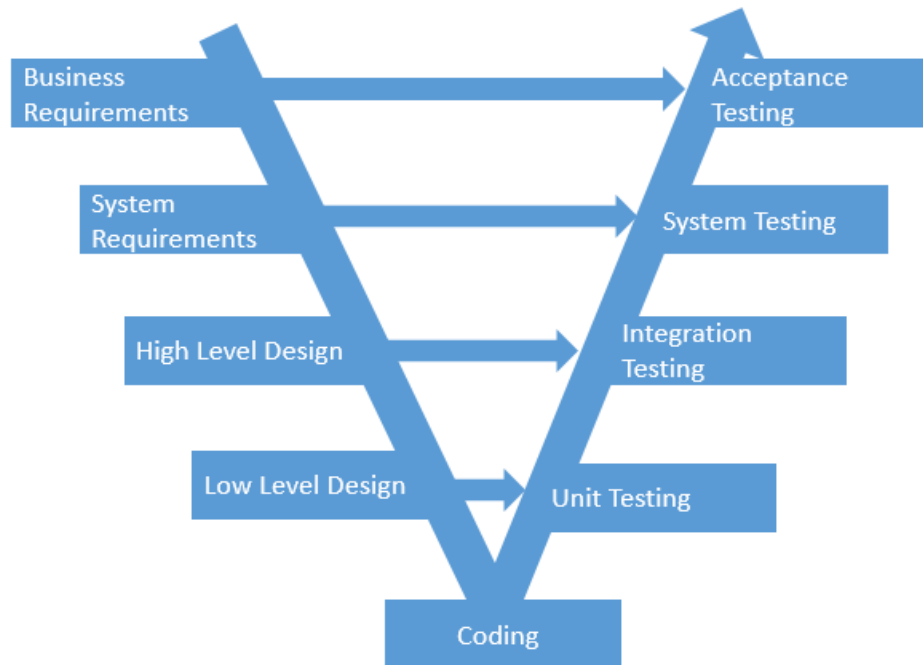 Business
Requirements
Acceptance
Testing
System
Requirements
System Testing
High Level Design
Integration
Testing
Low Level Design
Unit Testing
Coding